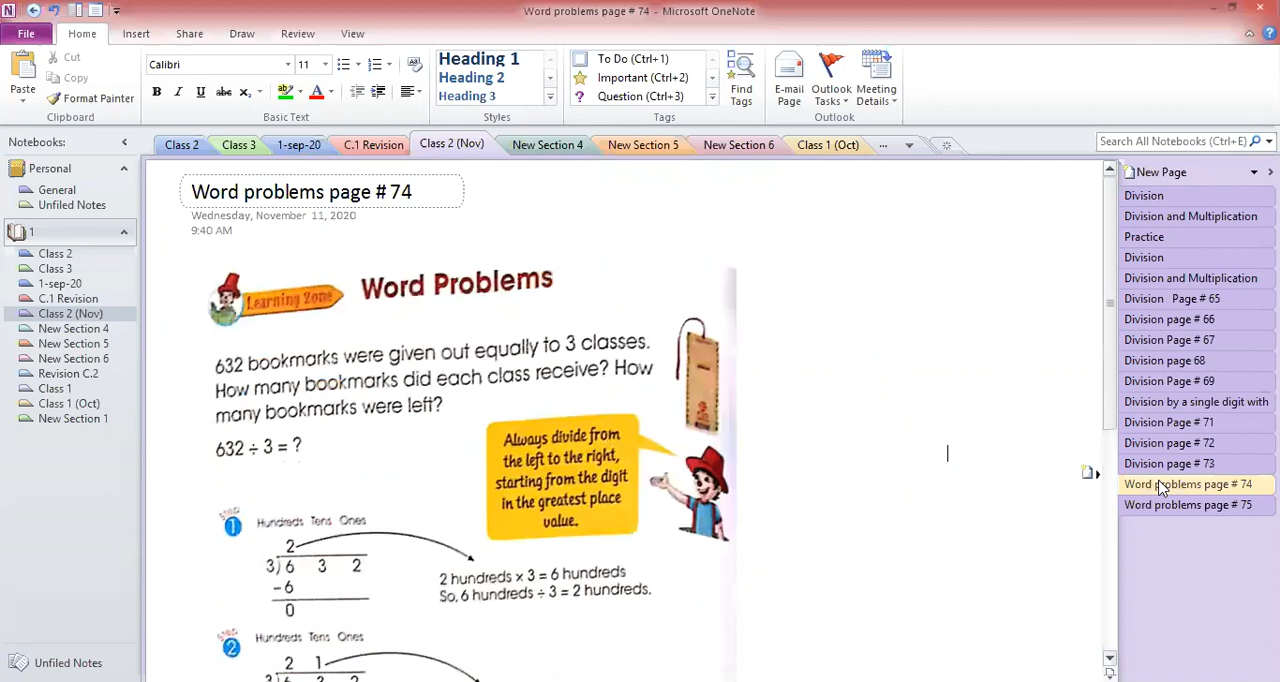 Word problems page # 74 - Microsoft OneNote
File Home Insert Share Draw Review View
Paste
Cut
Copy
Format Painter
Clipboard
Calibri 11
B I U abc X₂ A
Basic Text
Heading 1
Heading 2
Heading 3
Styles
To Do (Ctrl+1)
Important (Ctrl+2)
Question (Ctrl+3)
Find Tags
Tags
E-mail Page
Outlook Tasks
Meeting Details
Outlook
Notebooks:
Class 2 Class 3 1-sep-20 C.1 Revision Class 2 (Nov) New Section 4 New Section 5 New Section 6 Class 1 (Oct) ...
Search All Notebooks (Ctrl+E)
Personal
General
Unfiled Notes
1
Class 2
Class 3
1-sep-20
C.1 Revision
Class 2 (Nov)
New Section 4
New Section 5
New Section 6
Revision C.2
Class 1
Class 1 (Oct)
New Section 1
Unfiled Notes
Word problems page # 74
Wednesday, November 11, 2020
9:40 AM
Learning Zone
Word Problems
632 bookmarks were given out equally to 3 classes.
How many bookmarks did each class receive? How
many bookmarks were left?
632 ÷ 3 = ?
Always divide from
the left to the right,
starting from the digit
in the greatest place
value.
STEP 1
Hundreds Tens Ones
2
3) 6 3 2
- 6
0
2 hundreds x 3 = 6 hundreds
So, 6 hundreds ÷ 3 = 2 hundreds.
STEP 2
Hundreds Tens Ones
2 1
3) 6 3 2
New Page
Division
Division and Multiplication
Practice
Division
Division and Multiplication
Division Page # 65
Division page # 66
Division Page # 67
Division page 68
Division Page # 69
Division by a single digit with
Division Page # 71
Division page # 72
Division page # 73
Word problems page # 74
Word problems page # 75